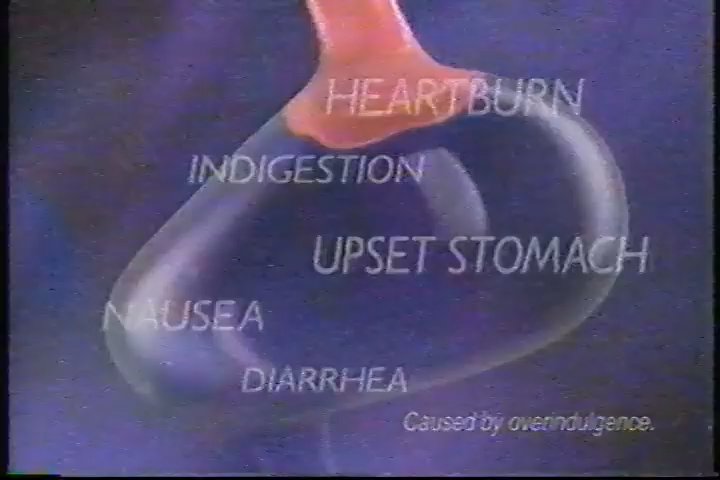 HEARTBURN
INDIGESTION
UPSET STOMACH
NAUSEA
DIARRHEA
Caused by overindulgence.